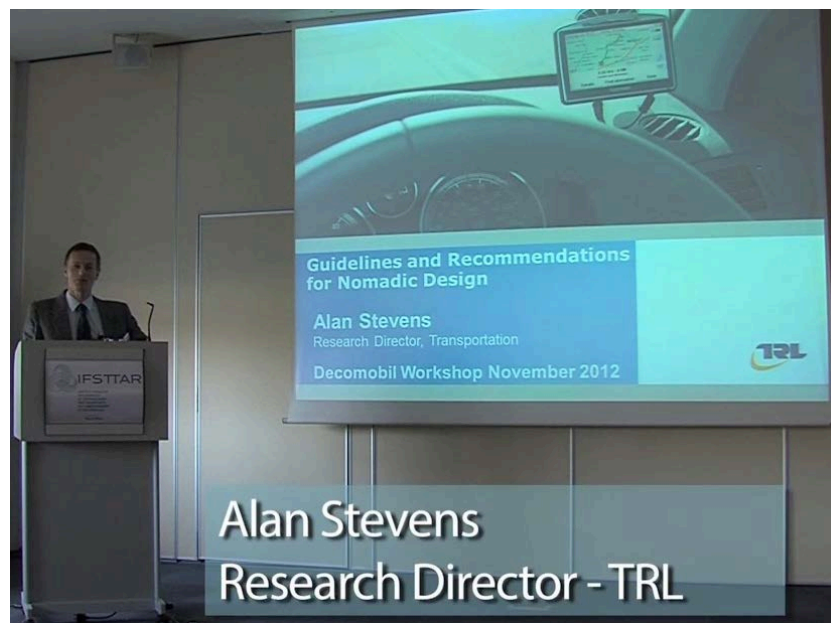 Guidelines and Recommendations
for Nomadic Design
Alan Stevens
Research Director, Transportation
Decomobil Workshop November 2012
TRL
IFSTTAR
Alan Stevens
Research Director - TRL